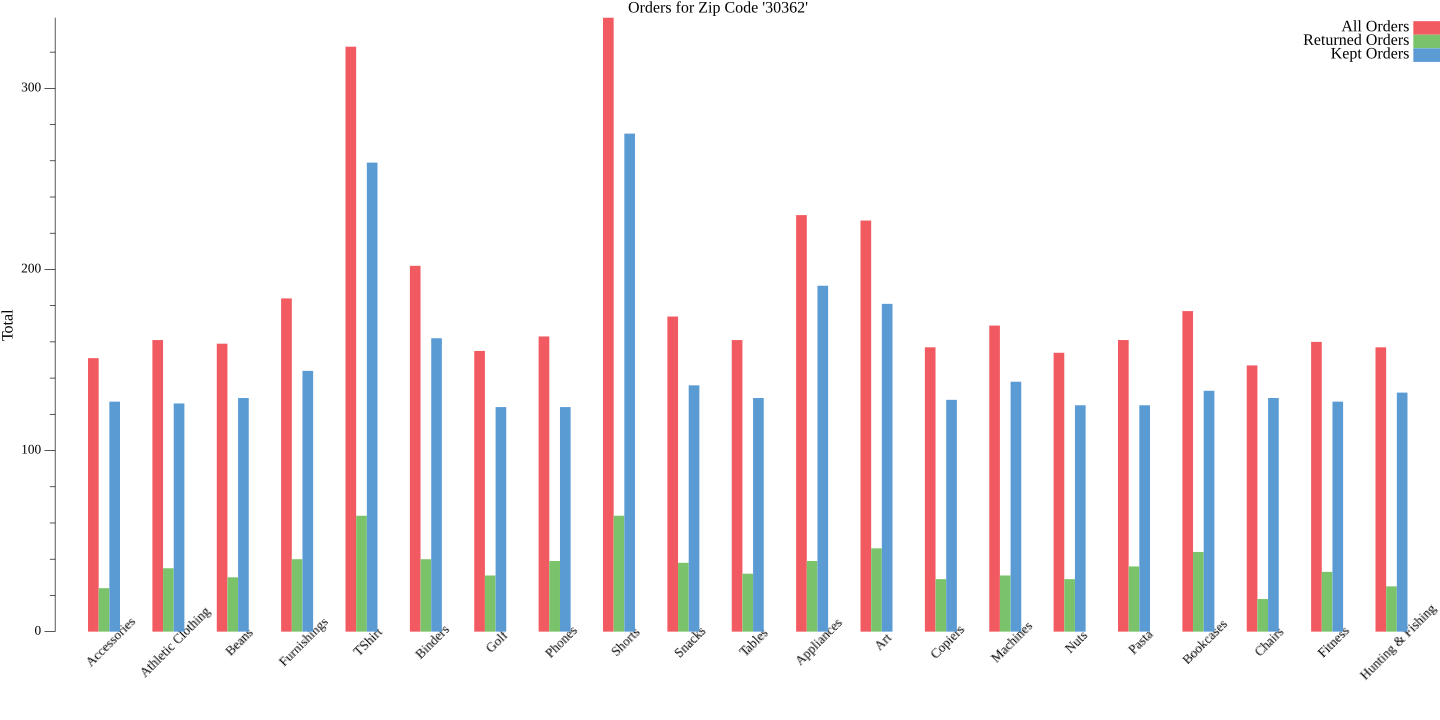 Orders for Zip Code '30362'
All Orders
Returned Orders
Kept Orders
Total
300
200
100
0
Accessories
Athletic Clothing
Beans
Furnishings
TShirt
Binders
Golf
Phones
Shorts
Snacks
Tables
Appliances
Art
Copiers
Machines
Nuts
Pasta
Bookcases
Chairs
Fitness
Hunting & Fishing